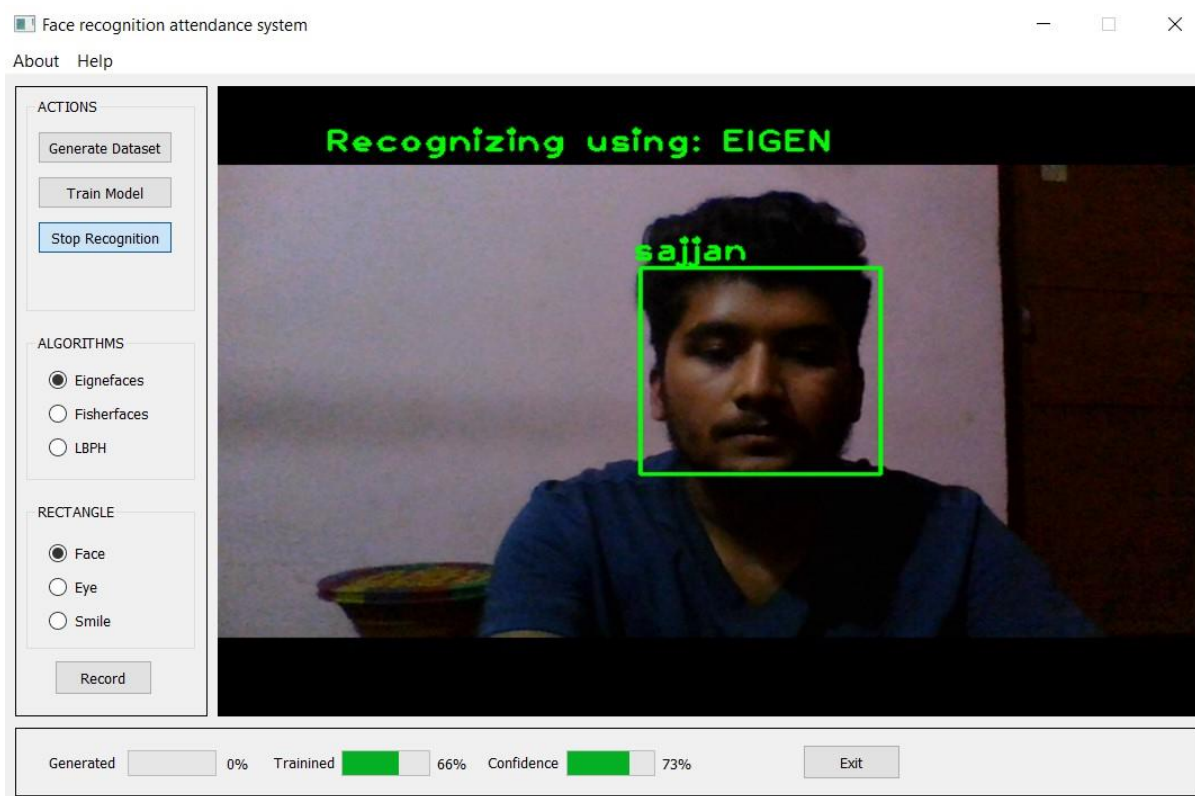 Face recognition attendance system
About Help
ACTIONS
Generate Dataset
Train Model
Stop Recognition
ALGORITHMS
Eignefaces
Fisherfaces
LBPH
RECTANGLE
Face
Eye
Smile
Record
Recognizing using: EIGEN
sajjan
Generated 0% Trainined 66% Confidence 73% Exit